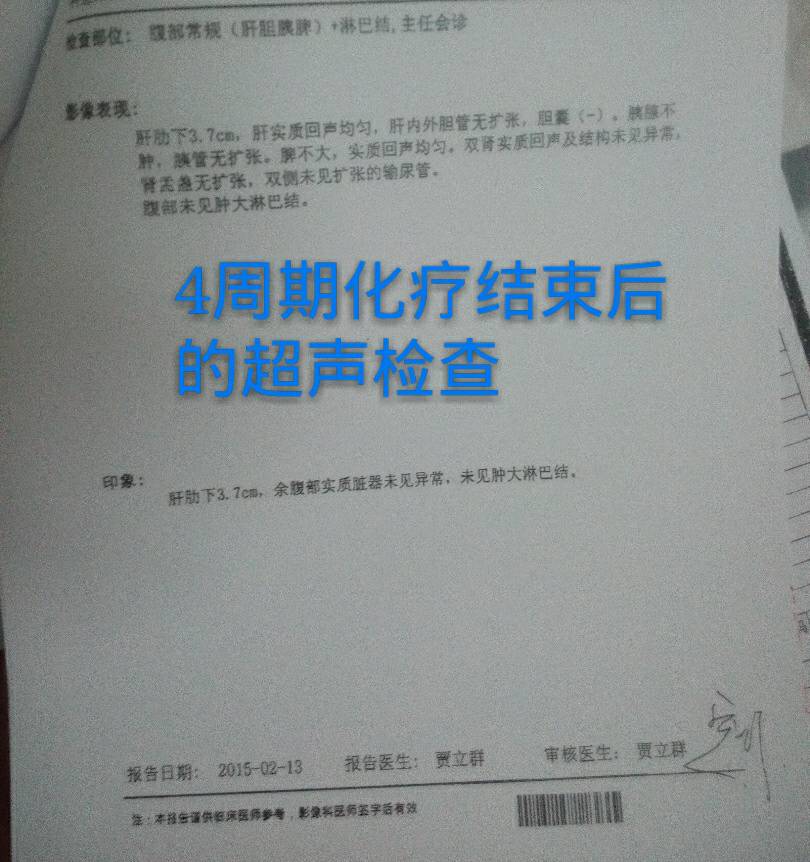 检查部位： 腹部常规（肝胆胰脾）+淋巴结,主任会诊
影像表现：
肝肋下3.7cm，肝实质回声均匀，肝内外胆管无扩张，胆囊（-）。胰腺不
肿，胰管无扩张。脾不大，实质回声均匀。双肾实质回声及结构未见异常，
肾盂盏无扩张，双侧未见扩张的输尿管。
腹部未见肿大淋巴结。
4周期化疗结束后
的超声检查
印象：
肝肋下3.7cm，余腹部实质脏器未见异常，未见肿大淋巴结。
报告日期： 2015-02-13 报告医生： 贾立群 审核医生： 贾立群
注：本报告谨供临床医师参考，影像科医师签字后有效